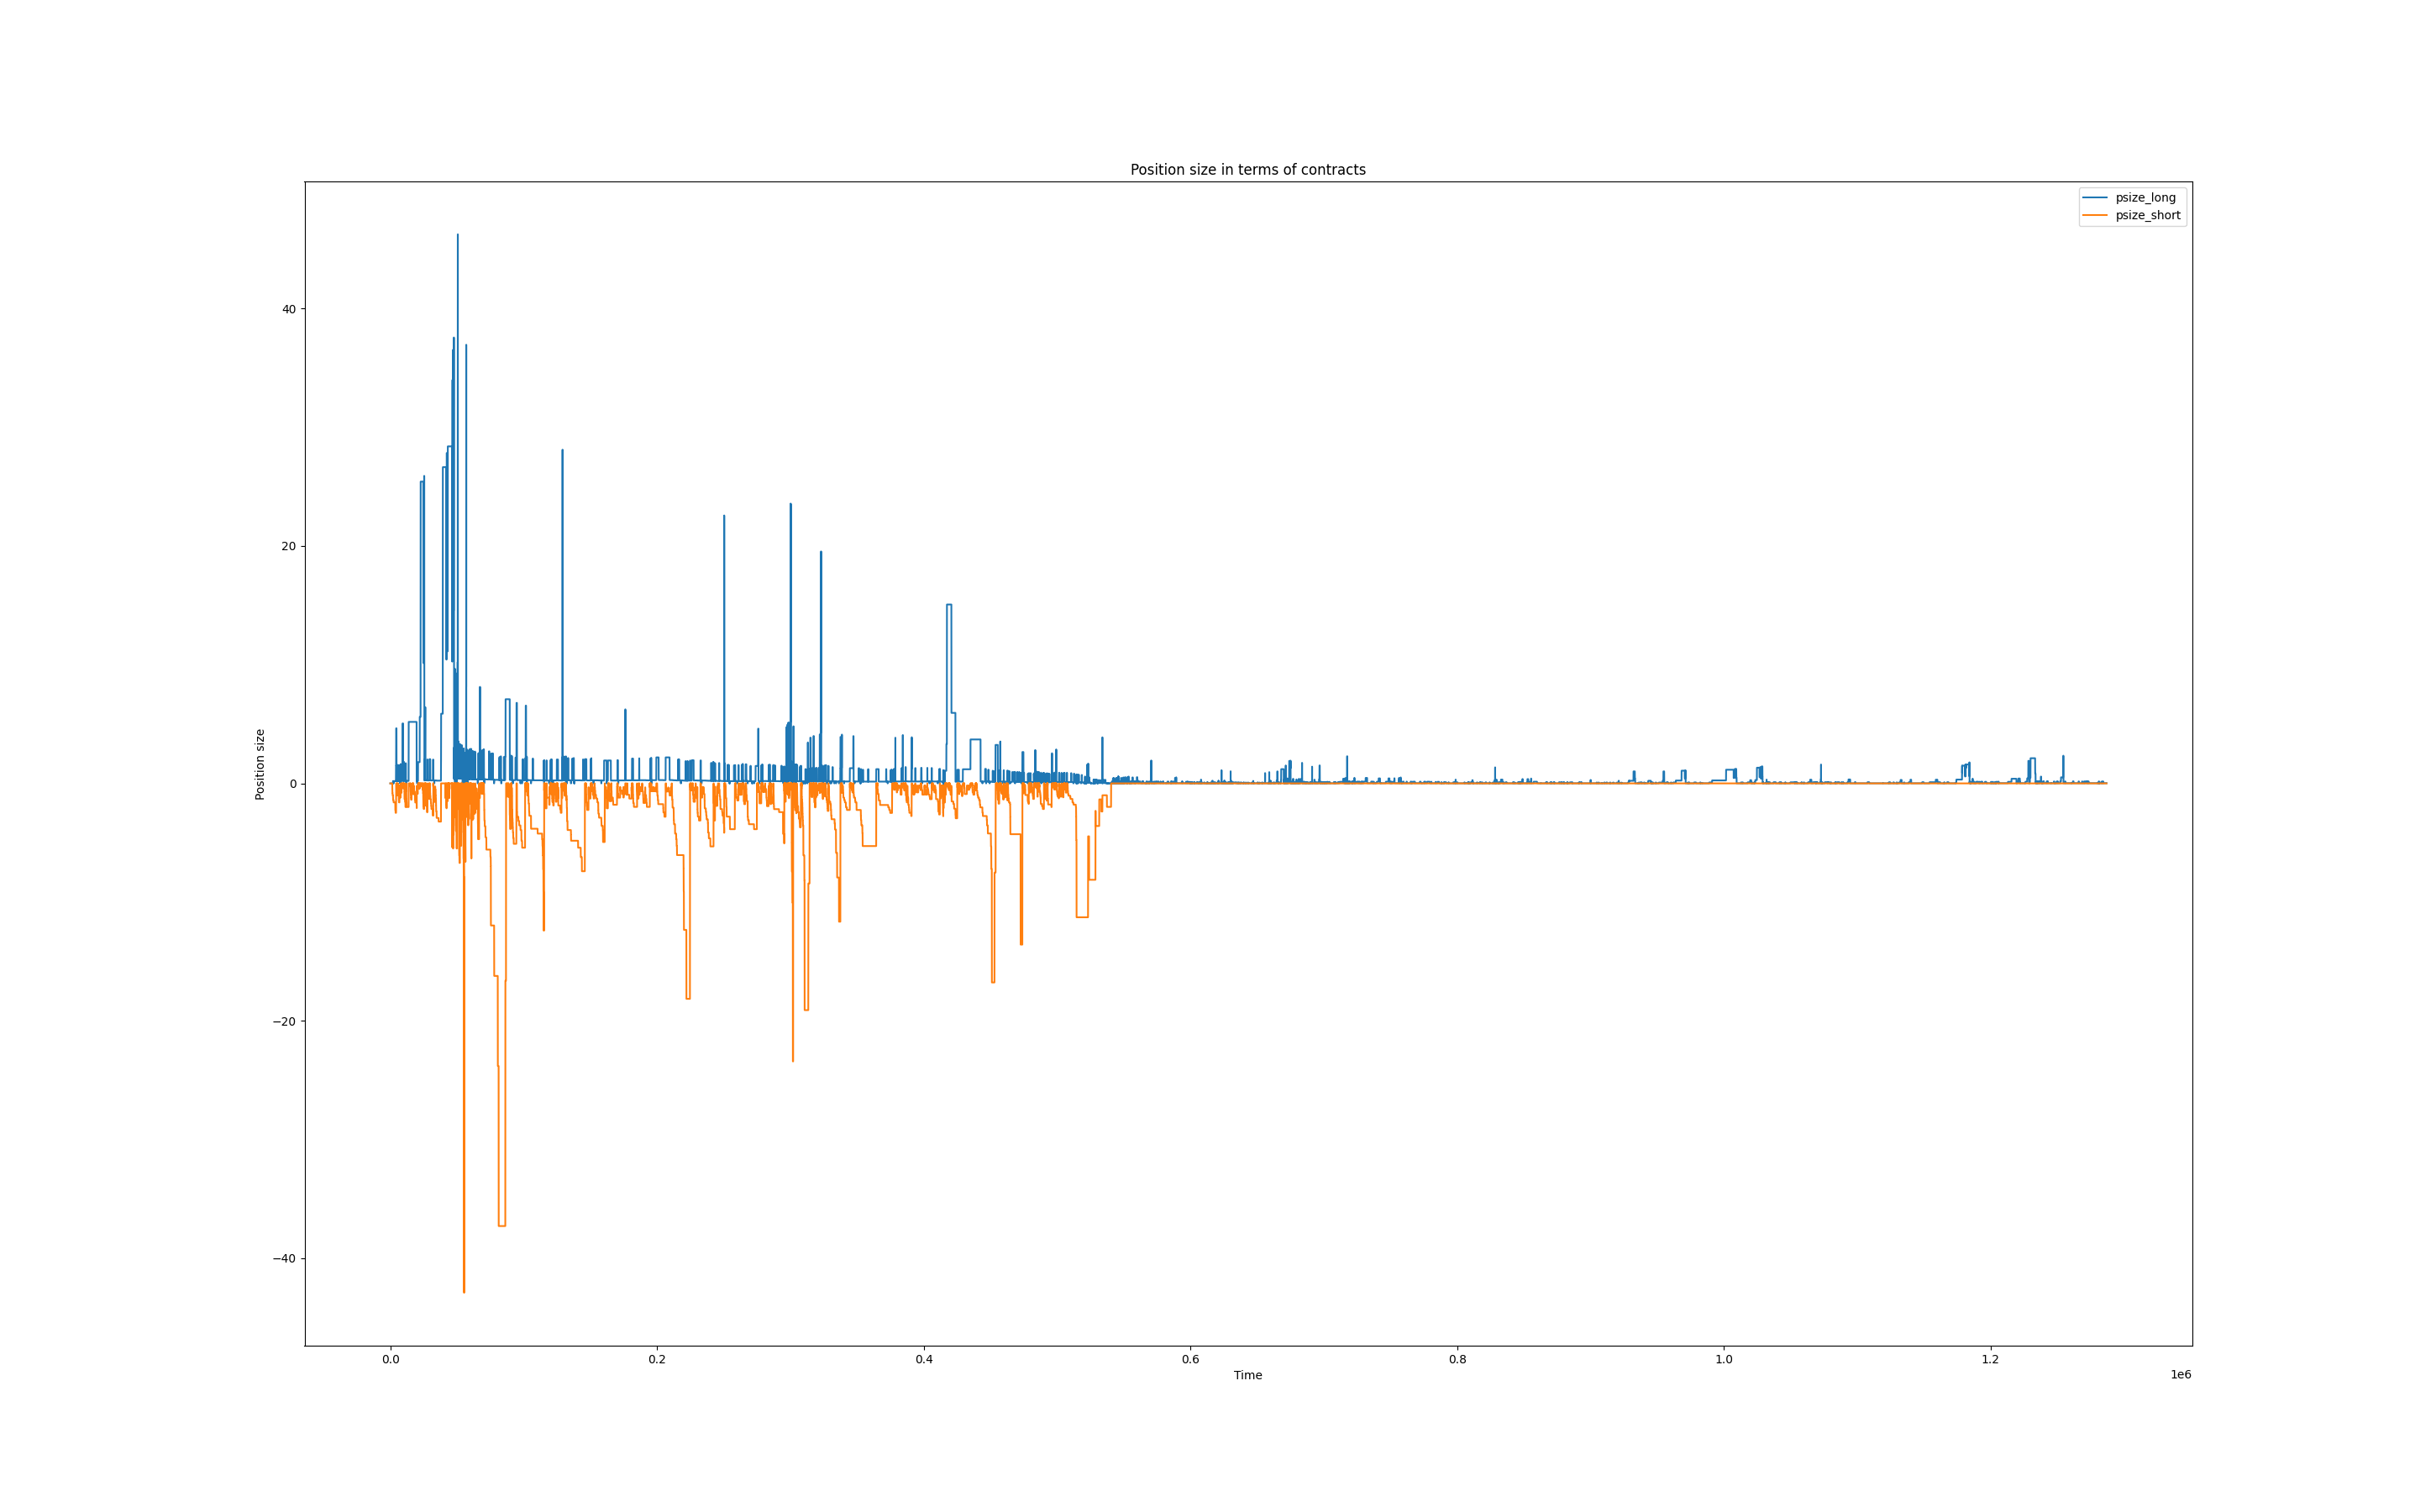 Position size in terms of contracts
psize_long
psize_short
Position size
40
20
0
−20
−40
0.0
0.2
0.4
0.6
0.8
1.0
1.2
1e6
Time